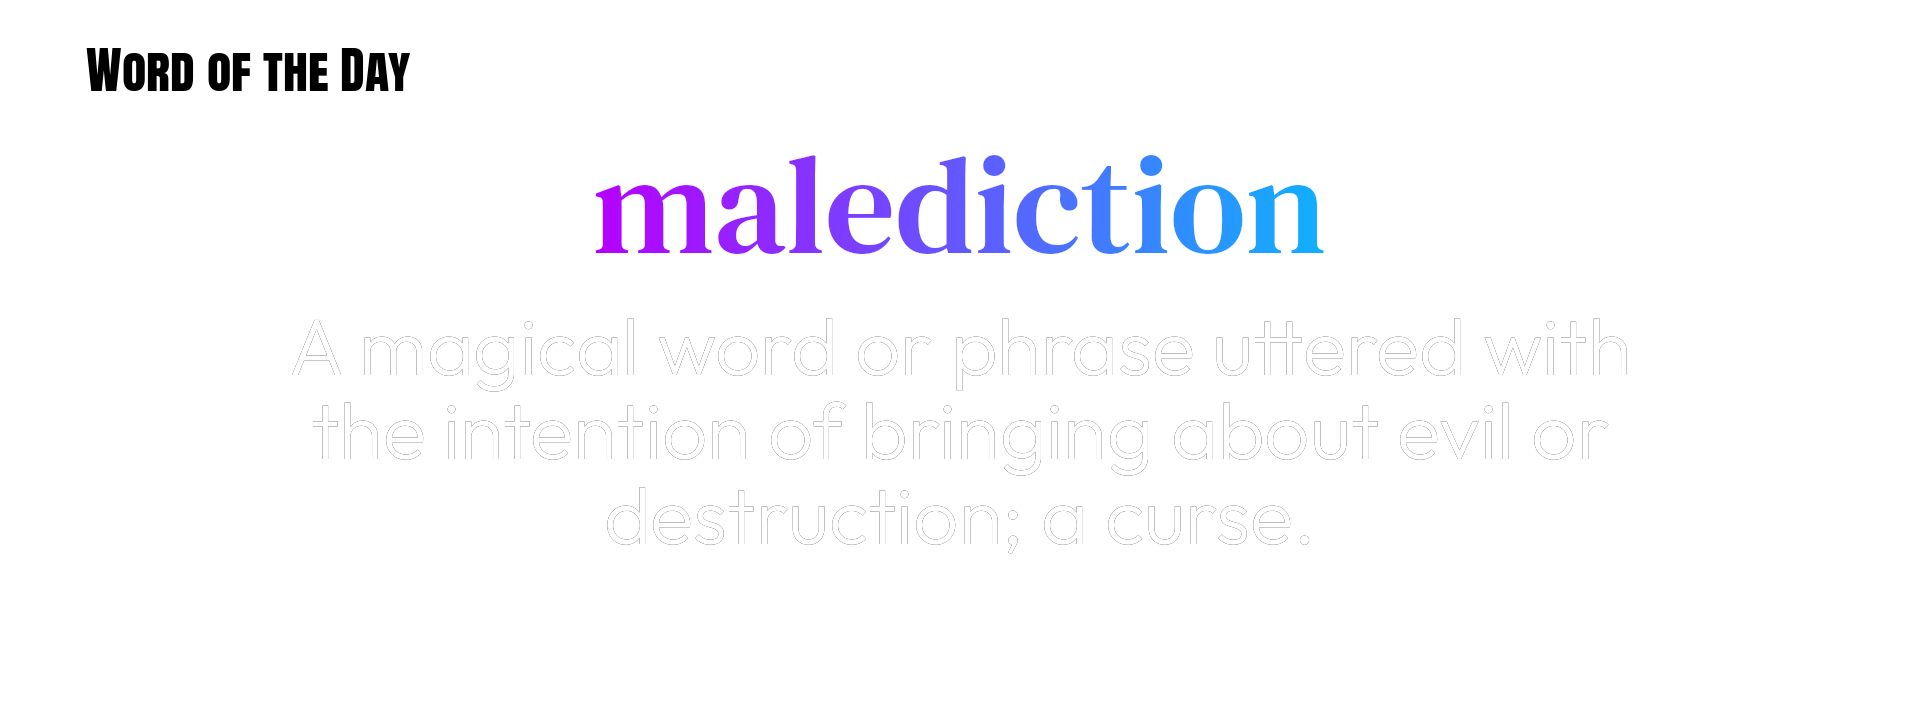 Word of the Day
malediction
A magical word or phrase uttered with
the intention of bringing about evil or
destruction; a curse.